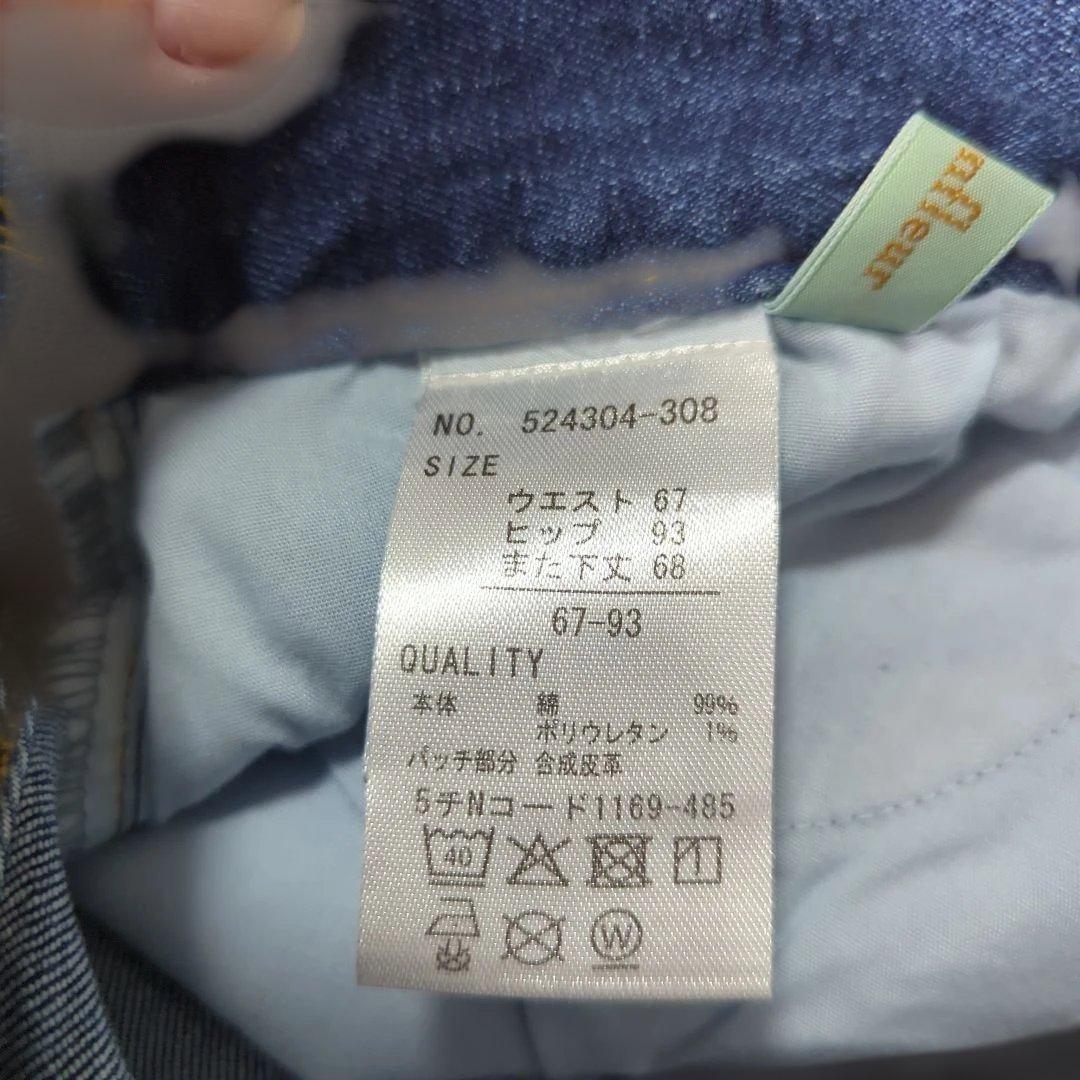 nfleur
NO. 524304-308
SIZE
ウエスト 67
ヒップ 93
また下丈 68
67-93
QUALITY
本体 綿 99%
ポリウレタン 1%
パッチ部分 合成皮革
5チNコード1169-485
40
W